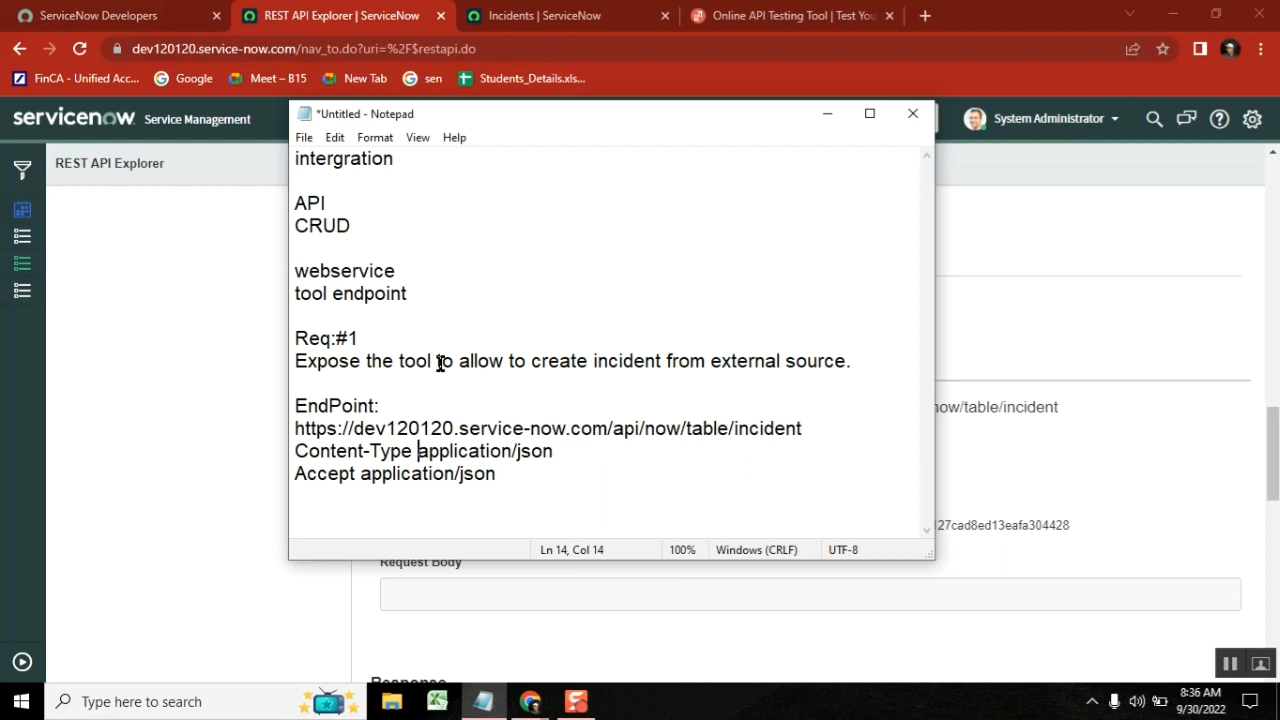 ServiceNow Developers
REST API Explorer | ServiceNow
Incidents | ServiceNow
Online API Testing Tool | Test You
dev120120.service-now.com/nav_to.do?uri=%2F$restapi.do
FinCA - Unified Acc...
Google
Meet – B15
New Tab
sen
Students_Details.xls...
servicenow
Service Management
System Administrator
REST API Explorer
*Untitled - Notepad
File
Edit
Format
View
Help
intergration
API
CRUD
webservice
tool endpoint
Req:#1
Expose the tool to allow to create incident from external source.
EndPoint:
https://dev120120.service-now.com/api/now/table/incident
Content-Type application/json
Accept application/json
Ln 14, Col 14
100%
Windows (CRLF)
UTF-8
now/table/incident
27cad8ed13eafa304428
Request Body
Response
Type here to search
8:36 AM
9/30/2022